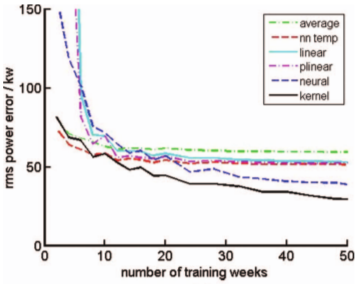 150
100
50
0
rms power error / kw
0
10
20
30
40
50
number of training weeks
average
nn temp
linear
plinear
neural
kernel